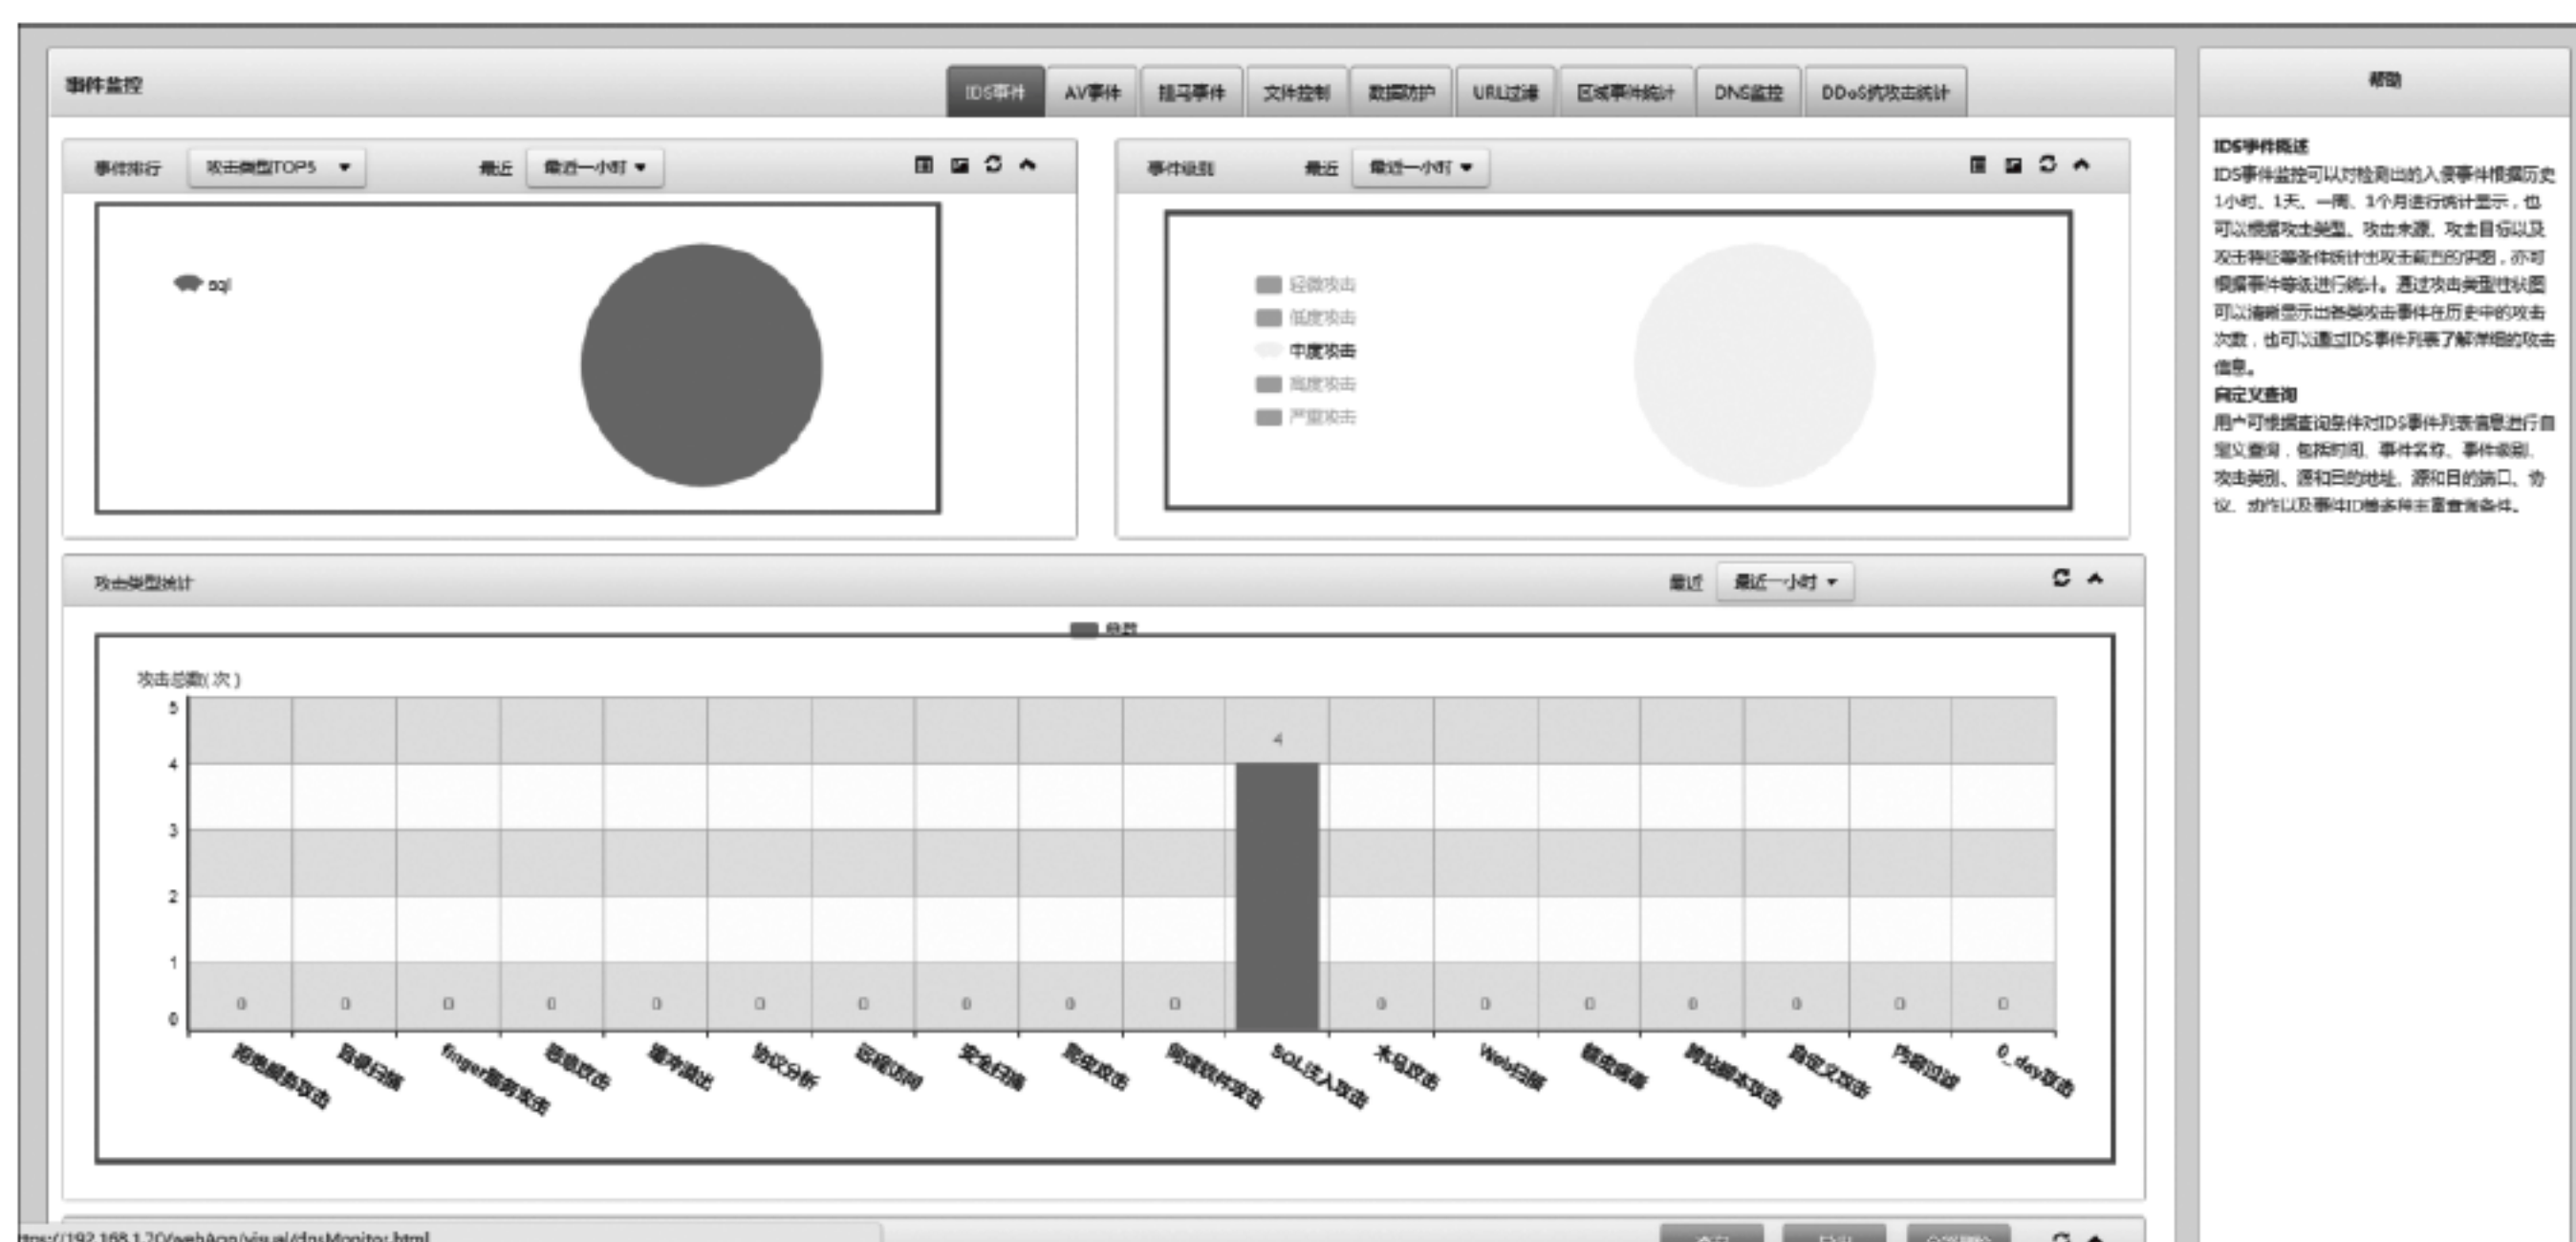 事件监控
IDS事件 AV事件 挂马事件 文件控制 数据防护 URL过滤 区域事件统计 DNS监控 DDoS抗攻击统计
帮助
事件排行 攻击类型TOP5 最近 最近一小时
sql
事件级别 最近 最近一小时
轻微攻击
低度攻击
中度攻击
高度攻击
严重攻击
IDS事件概述
IDS事件监控可以对检测出的入侵事件根据历史
1小时、1天、一周、1个月进行统计显示，也
可以根据攻击类型、攻击来源、攻击目标以及
攻击特征等条件统计出攻击前五的饼图，亦可
根据事件等级进行统计。通过攻击类型柱状图
可以清晰显示出各类攻击事件在历史中的攻击
次数，也可以通过IDS事件列表了解详细的攻击
信息。
自定义查询
用户可根据查询条件对IDS事件列表信息进行自
定义查询，包括时间、事件名称、事件级别、
攻击类别、源和目的地址、源和目的端口、协
议、动作以及事件ID等多种丰富查询条件。
攻击类型统计 最近 最近一小时
总数
攻击总数(次)
5
4
3
2
1
0
0 0 0 0 0 0 0 0 0 0 4 0 0 0 0 0 0 0
拒绝服务攻击 目录扫描 finger服务攻击 恶意攻击 缓冲溢出 协议分析 远程访问 安全扫描 爬虫攻击 间谍软件攻击 SQL注入攻击 木马攻击 Web扫描 蠕虫病毒 跨站脚本攻击 自定义攻击 内容过滤 0_day攻击